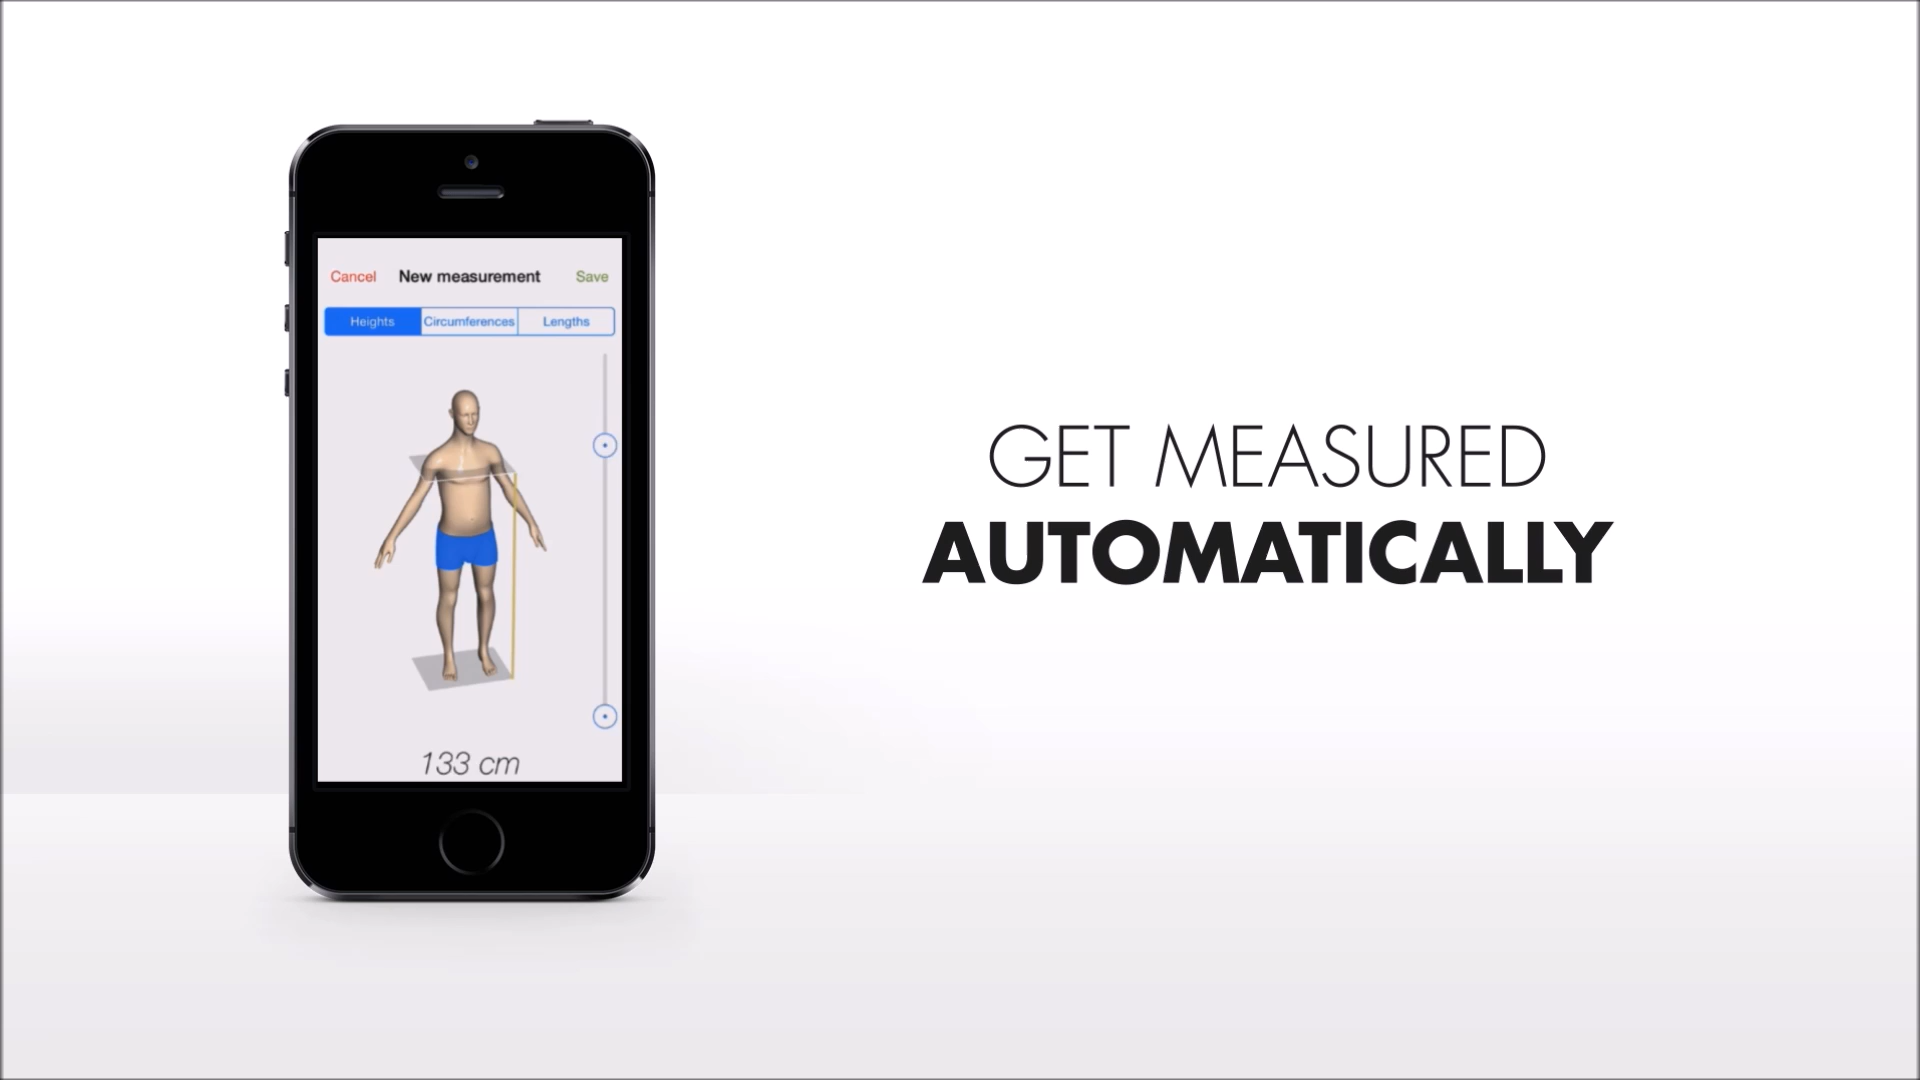 Cancel New measurement Save
Heights Circumferences Lengths
133 cm
GET MEASURED
AUTOMATICALLY